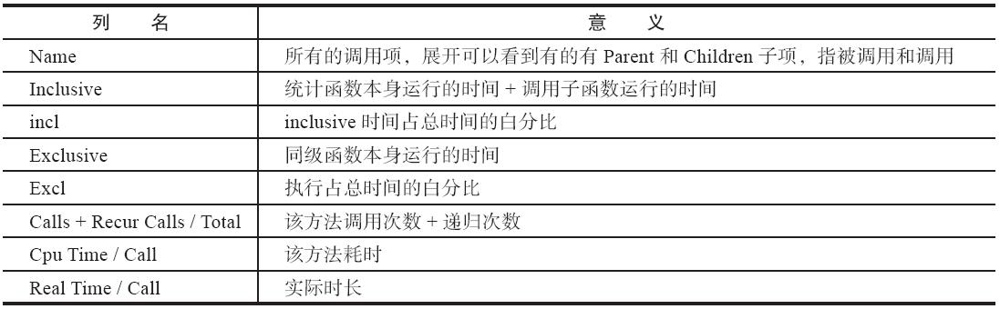 列 名 意 义
Name 所有的调用项，展开可以看到有的有 Parent 和 Children 子项，指被调用和调用
Inclusive 统计函数本身运行的时间 + 调用子函数运行的时间
incl inclusive 时间占总时间的白分比
Exclusive 同级函数本身运行的时间
Excl 执行占总时间的白分比
Calls + Recur Calls / Total 该方法调用次数 + 递归次数
Cpu Time / Call 该方法耗时
Real Time / Call 实际时长